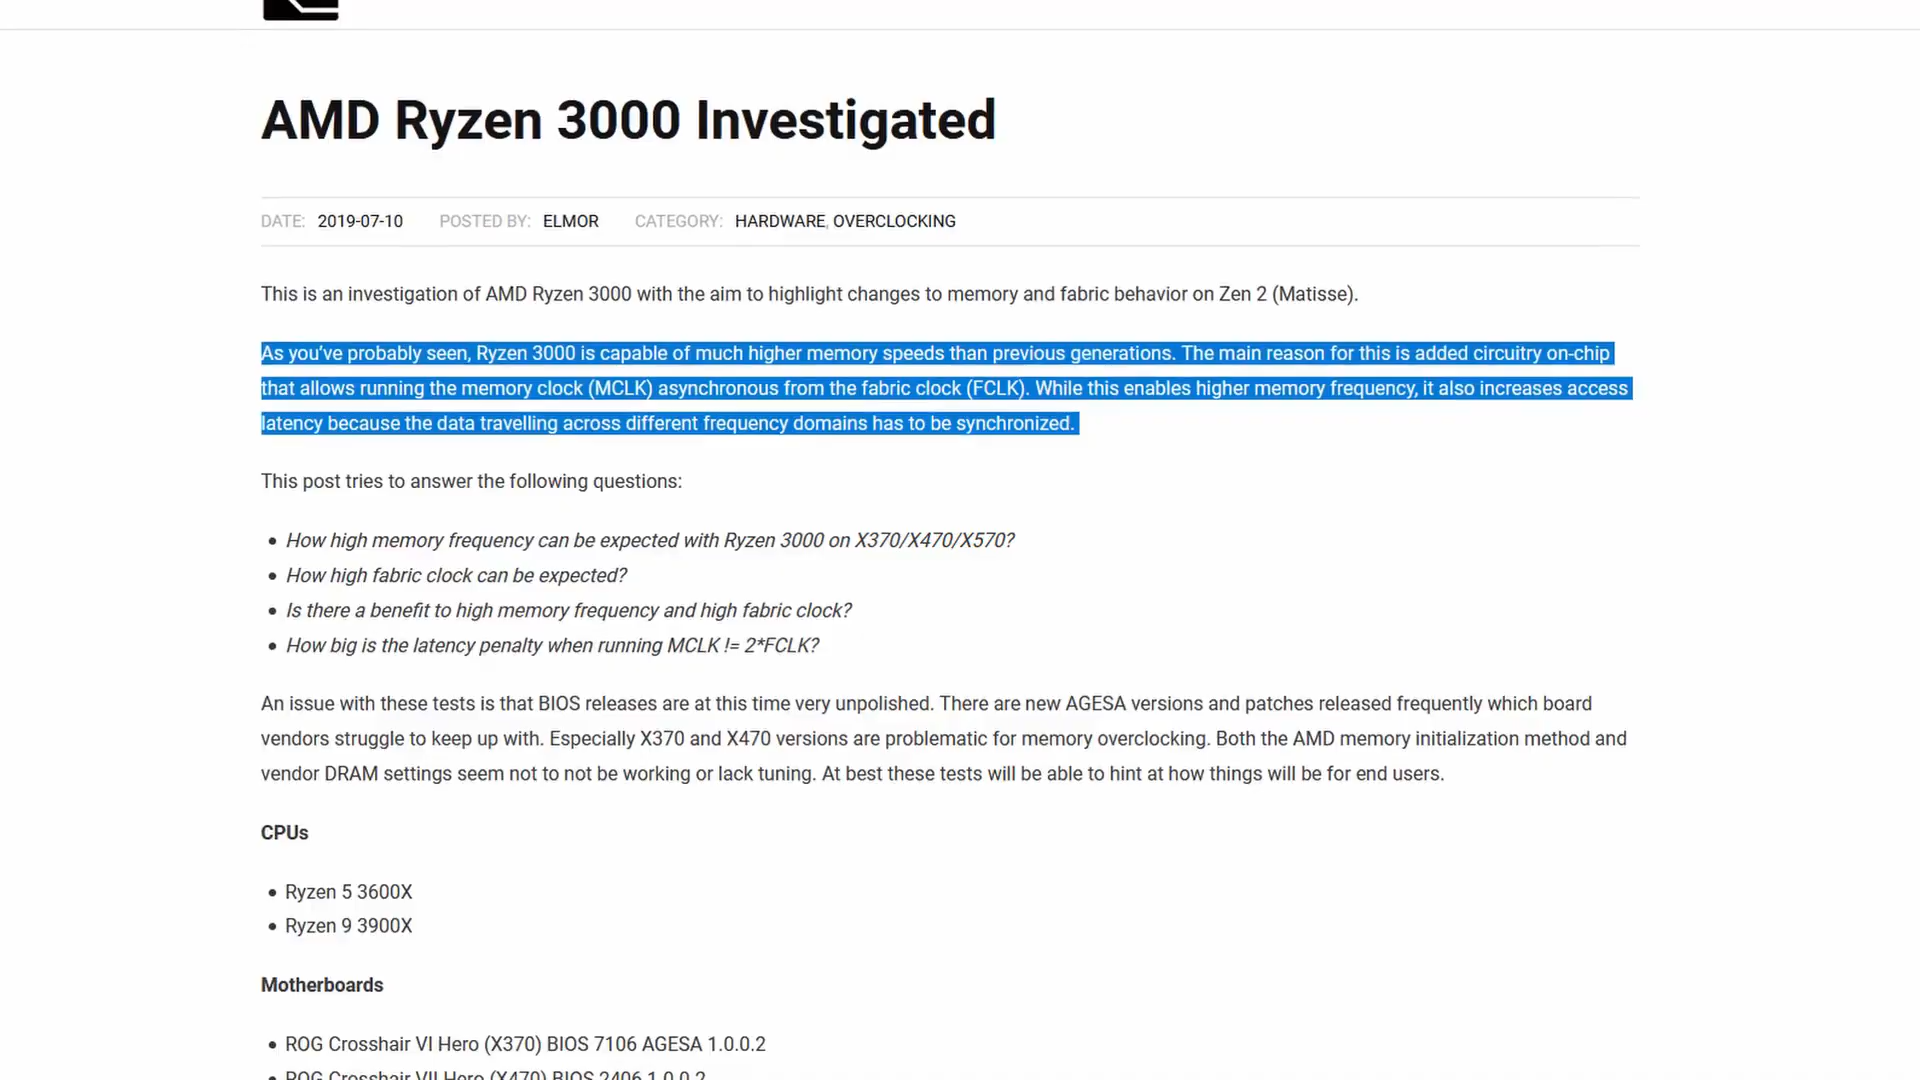 AMD Ryzen 3000 Investigated
DATE: 2019-07-10 POSTED BY: ELMOR CATEGORY: HARDWARE, OVERCLOCKING
This is an investigation of AMD Ryzen 3000 with the aim to highlight changes to memory and fabric behavior on Zen 2 (Matisse).
As you've probably seen, Ryzen 3000 is capable of much higher memory speeds than previous generations. The main reason for this is added circuitry on-chip
that allows running the memory clock (MCLK) asynchronous from the fabric clock (FCLK). While this enables higher memory frequency, it also increases access
latency because the data travelling across different frequency domains has to be synchronized.
This post tries to answer the following questions:
• How high memory frequency can be expected with Ryzen 3000 on X370/X470/X570?
• How high fabric clock can be expected?
• Is there a benefit to high memory frequency and high fabric clock?
• How big is the latency penalty when running MCLK != 2*FCLK?
An issue with these tests is that BIOS releases are at this time very unpolished. There are new AGESA versions and patches released frequently which board
vendors struggle to keep up with. Especially X370 and X470 versions are problematic for memory overclocking. Both the AMD memory initialization method and
vendor DRAM settings seem not to not be working or lack tuning. At best these tests will be able to hint at how things will be for end users.
CPUs
• Ryzen 5 3600X
• Ryzen 9 3900X
Motherboards
• ROG Crosshair VI Hero (X370) BIOS 7106 AGESA 1.0.0.2
• ROG Crosshair VII Hero (X470) BIOS 2406 1.0.0.2